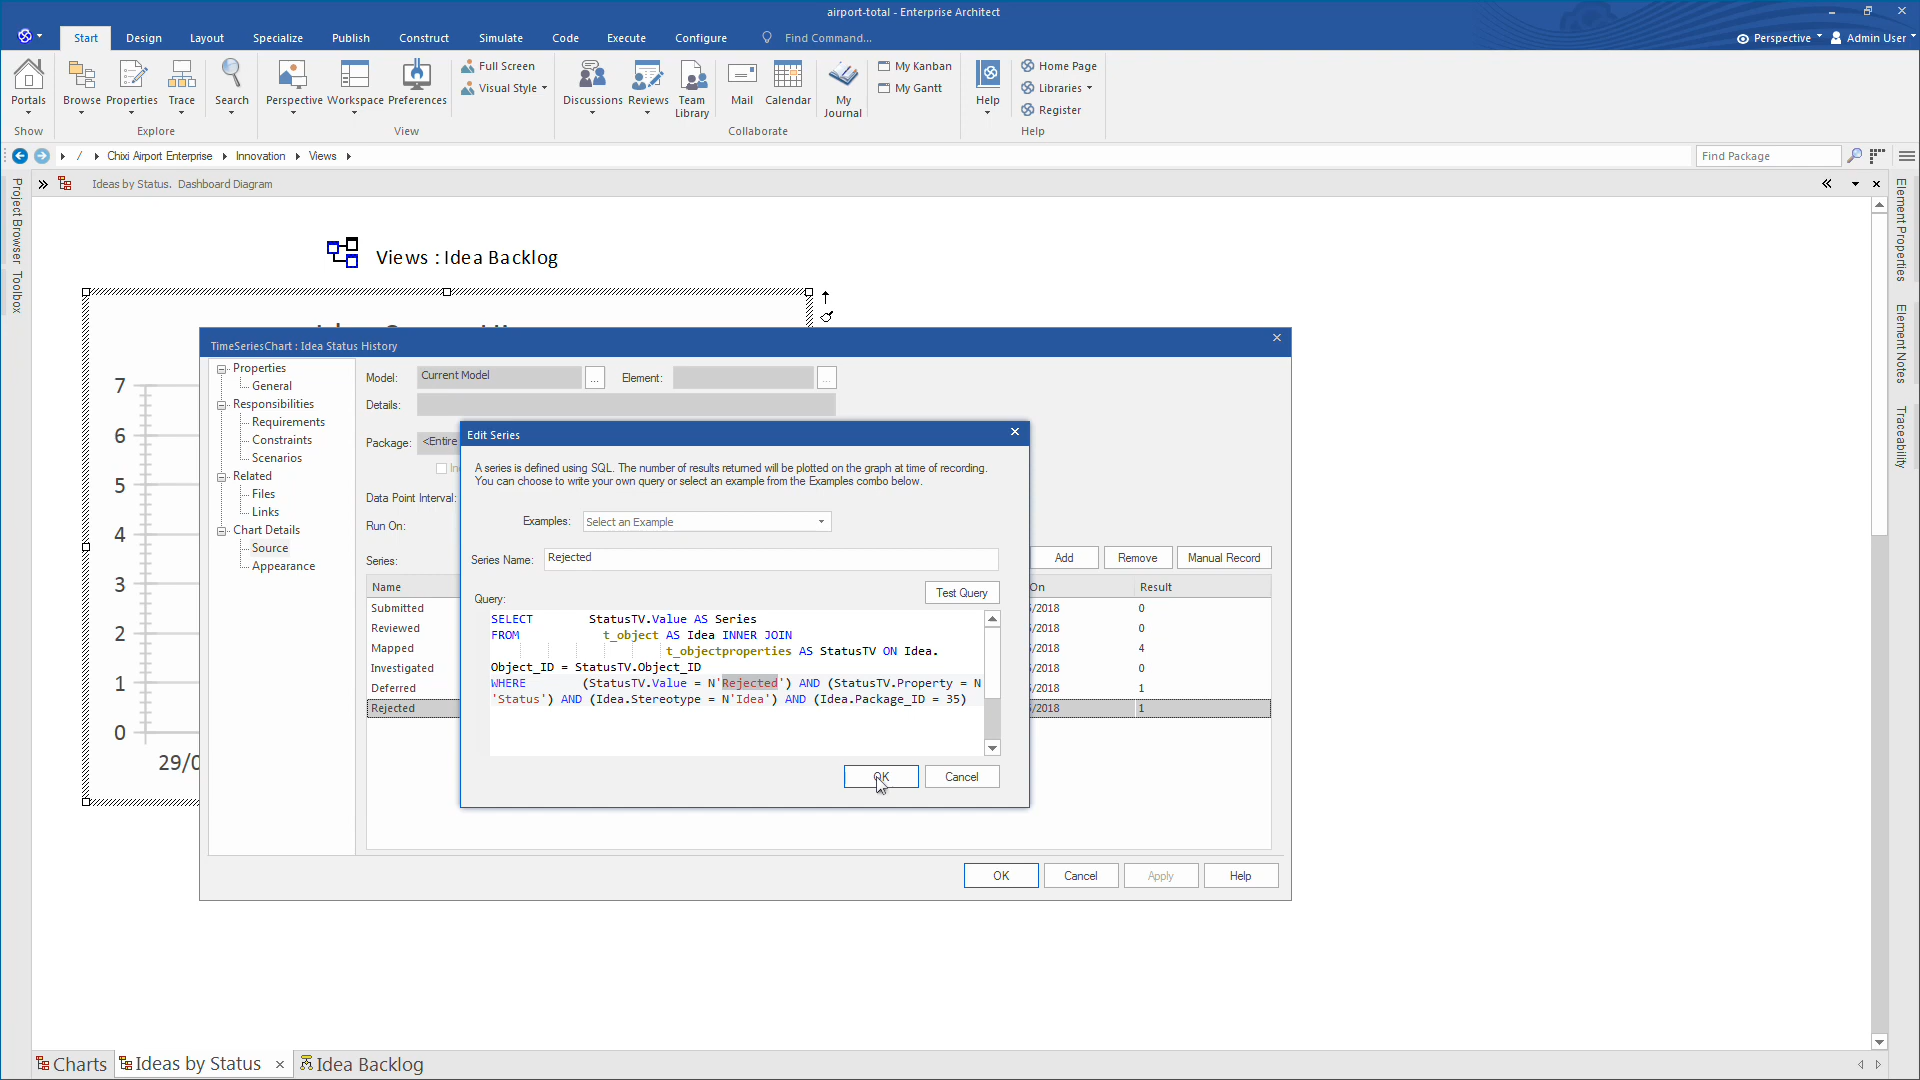 airport-total - Enterprise Architect
Start Design Layout Specialize Publish Construct Simulate Code Execute Configure Find Command...
Perspective Admin User
Portals Browse Properties Trace Search Perspective Workspace Preferences
Full Screen
Visual Style
Discussions Reviews Team Library Mail Calendar My Journal
My Kanban
My Gantt
Help
Home Page
Libraries
Register
Show Explore View Collaborate Help
/ Chixi Airport Enterprise Innovation Views
Find Package
Ideas by Status. Dashboard Diagram
Project Browser
Toolbox
Element Properties
Element Notes
Traceability
Views : Idea Backlog
7
6
5
4
3
2
1
0
TimeSeriesChart : Idea Status History
Properties
General
Responsibilities
Requirements
Constraints
Scenarios
Related
Files
Links
Chart Details
Source
Appearance
Model: Current Model ... Element: ...
Details:
Package: <Entire
Data Point Interval:
Run On:
Series: Add Remove Manual Record
Name On Result
Submitted /2018 0
Reviewed /2018 0
Mapped /2018 4
Investigated /2018 0
Deferred /2018 1
Rejected /2018 1
Edit Series
A series is defined using SQL. The number of results returned will be plotted on the graph at time of recording.
You can choose to write your own query or select an example from the Examples combo below.
Examples: Select an Example
Series Name: Rejected
Test Query
Query:
SELECT StatusTV.Value AS Series
FROM t_object AS Idea INNER JOIN
t_objectproperties AS StatusTV ON Idea.
Object_ID = StatusTV.Object_ID
WHERE (StatusTV.Value = N'Rejected') AND (StatusTV.Property = N
'Status') AND (Idea.Stereotype = N'Idea') AND (Idea.Package_ID = 35)
OK Cancel
OK Cancel Apply Help
Charts Ideas by Status Idea Backlog